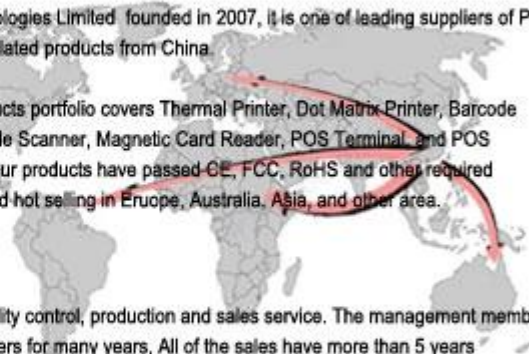 ologies Limited  founded in 2007, it is one of leading suppliers of P
lated products from China.
ucts portfolio covers Thermal Printer, Dot Matrix Printer, Barcode
de Scanner, Magnetic Card Reader, POS Terminal, and POS
ur products have passed CE, FCC, RoHS and other required
d hot selling in Eruope, Australia, Asia, and other area.
lity control, production and sales service. The management memb
ers for many years, All of the sales have more than 5 years